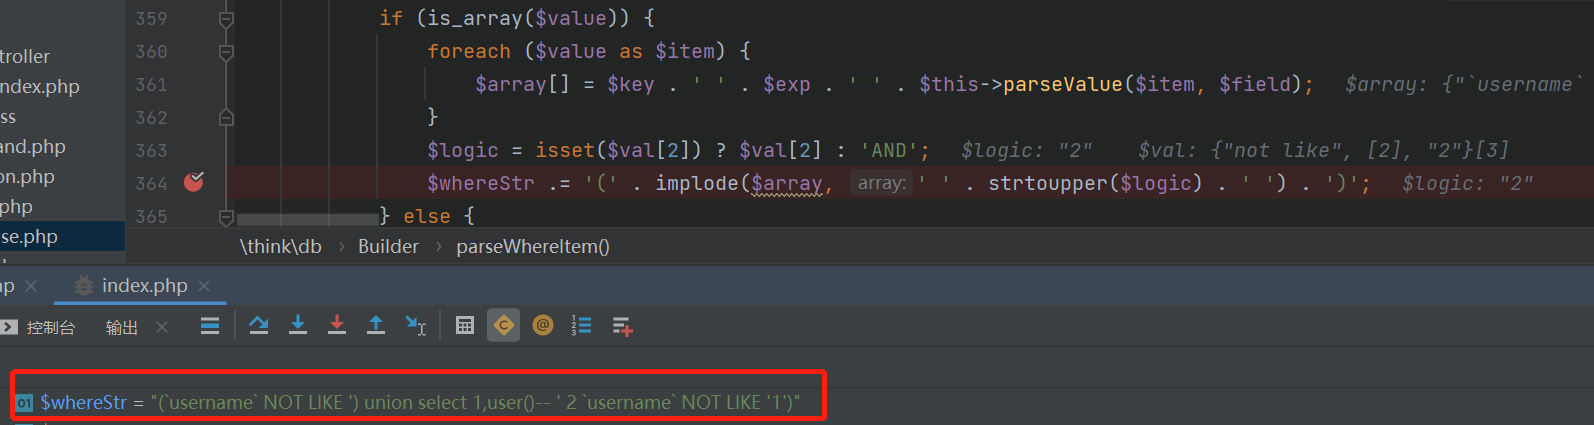 359 if (is_array($value)) {
troller 360 foreach ($value as $item) {
ndex.php 361 $array[] = $key . ' ' . $exp . ' ' . $this->parseValue($item, $field); $array: {"`username`
ss 362 }
and.php 363 $logic = isset($val[2]) ? $val[2] : 'AND'; $logic: "2" $val: {"not like", [2], "2"}[3]
on.php 364 $whereStr .= '(' . implode($array, array: ' ' . strtoupper($logic) . ' ') . ')'; $logic: "2"
.php 365 } else {
se.php
\think\db › Builder › parseWhereItem()
np × index.php ×
控制台 输出 ×
01 $whereStr = "(`username` NOT LIKE ') union select 1,user()-- ' 2 `username` NOT LIKE '1')"